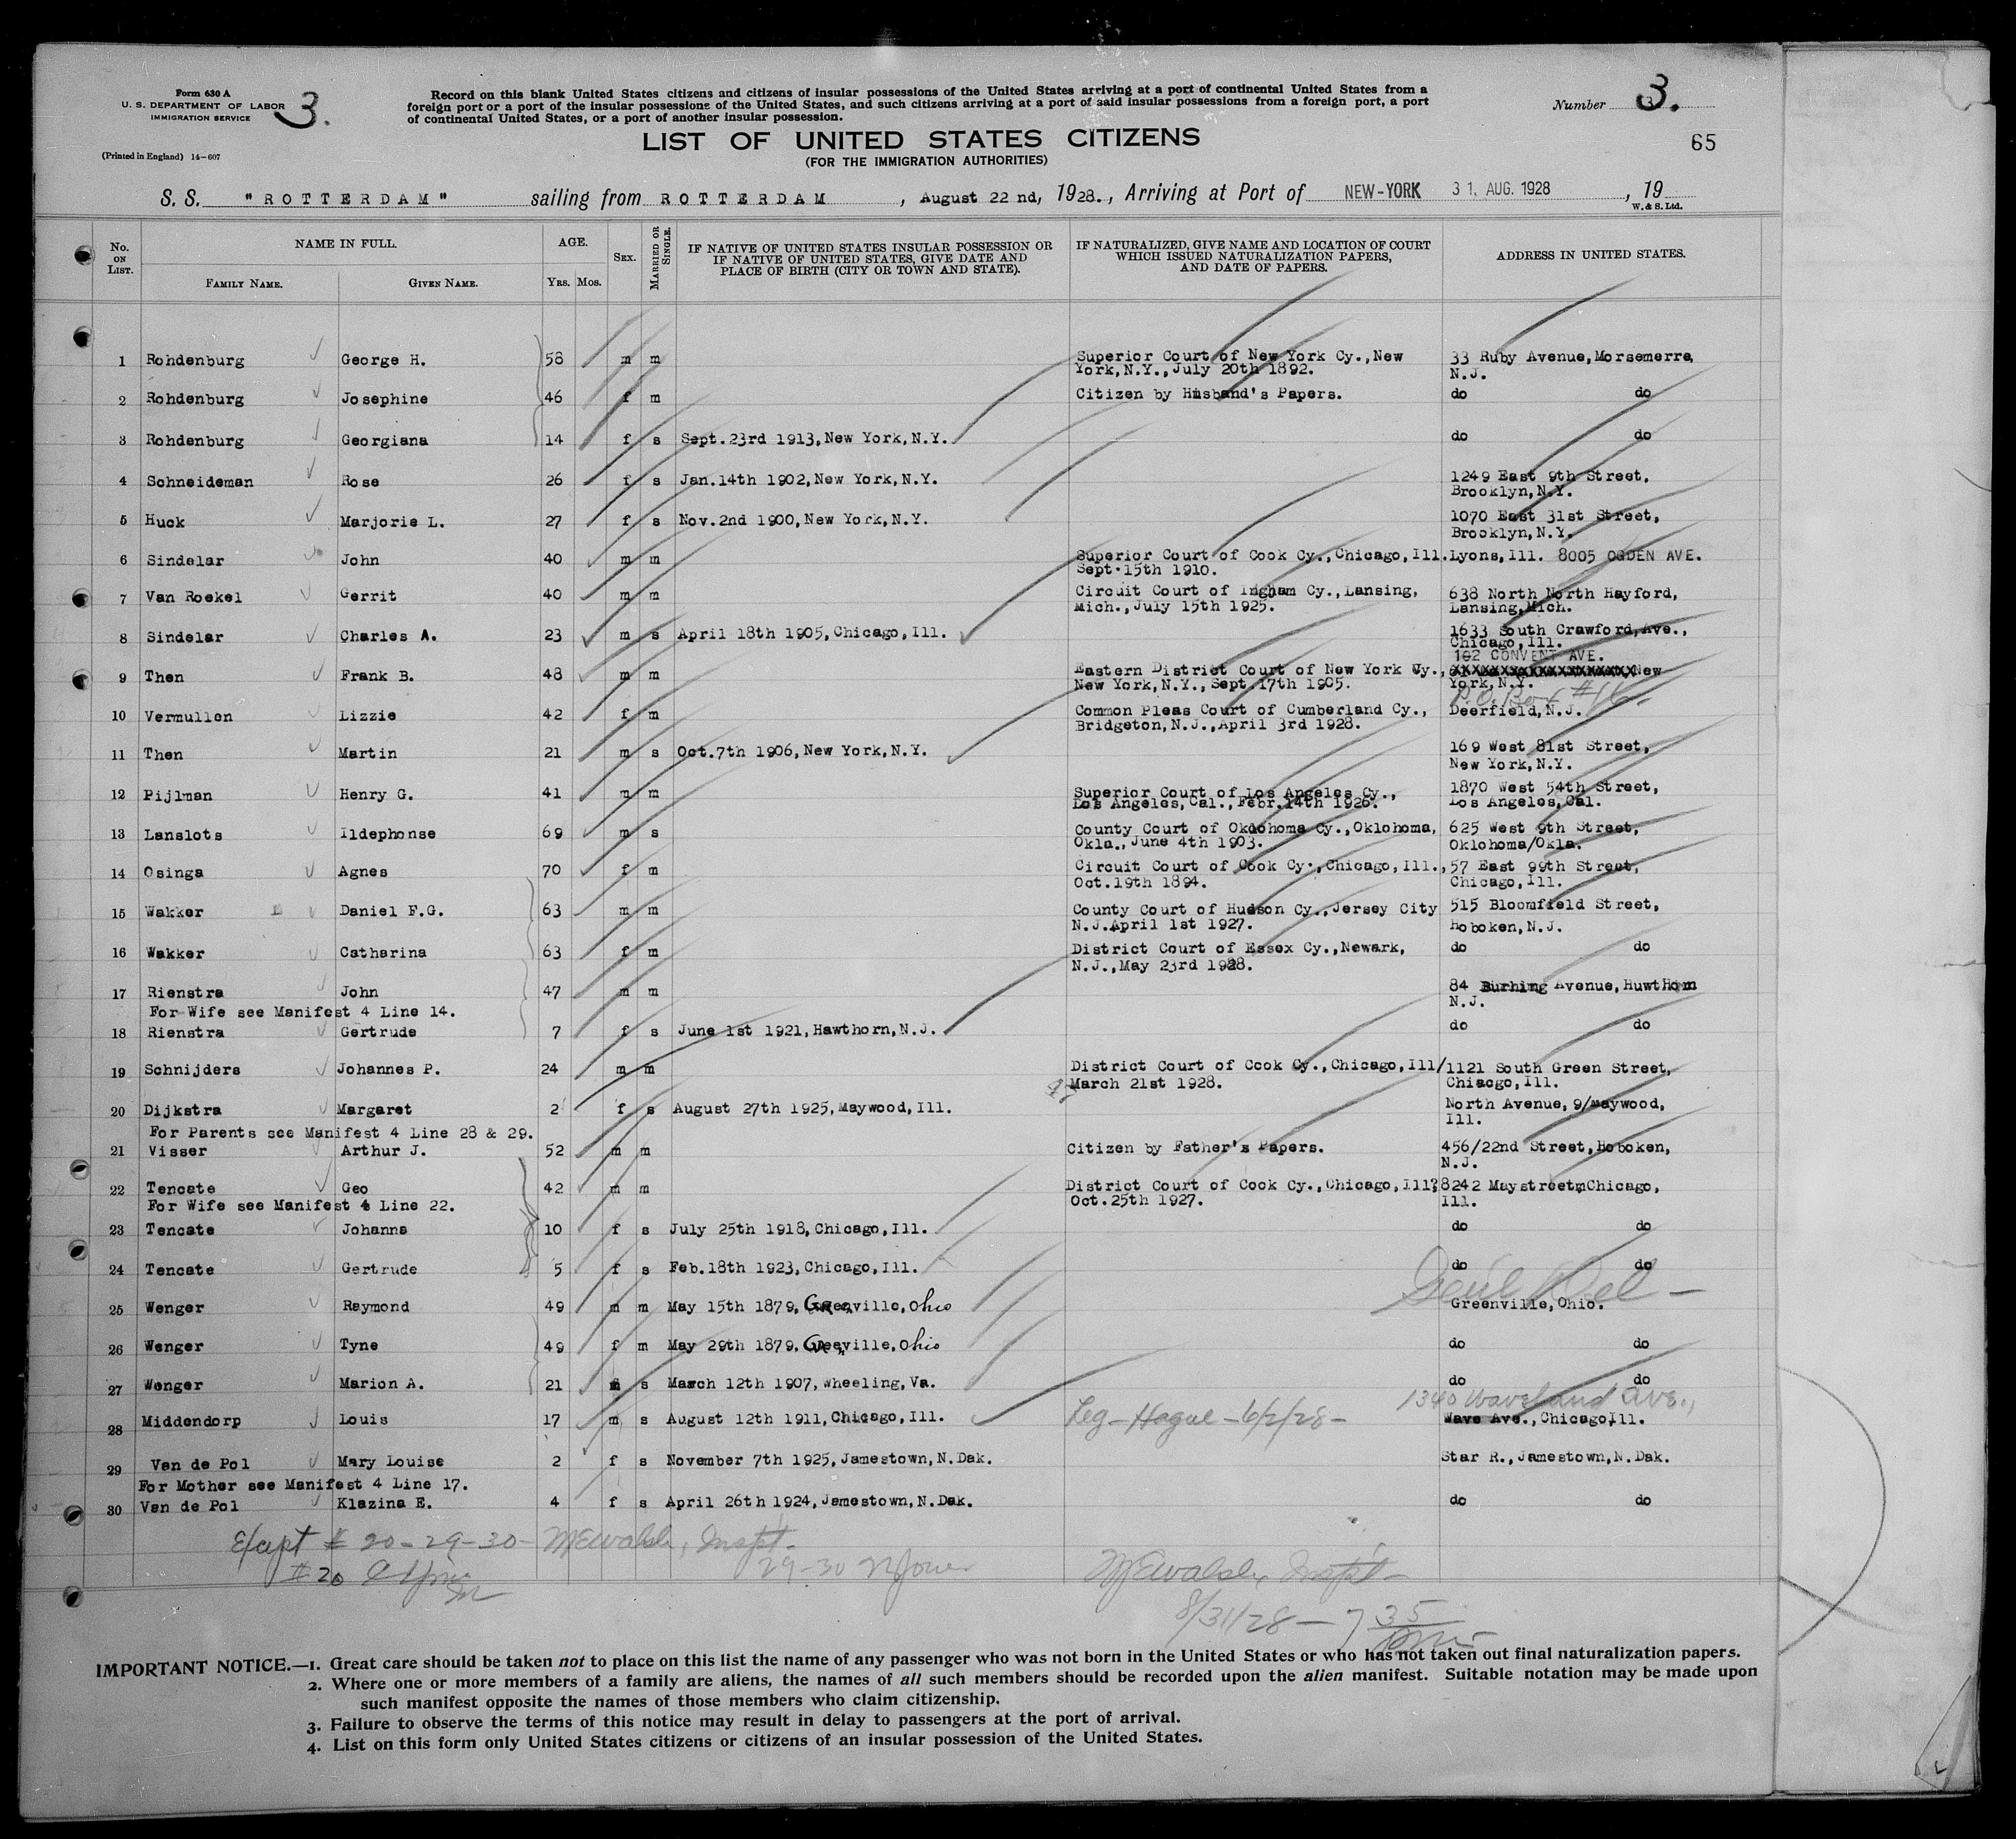 Form 630 A
U. S. DEPARTMENT OF LABOR
IMMIGRATION SERVICE
3.
(Printed in England) 14-607
Record on this blank United States citizens and citizens of insular possessions of the United States arriving at a port of continental United States from a
foreign port or a port of the insular possessions of the United States, and such citizens arriving at a port of said insular possessions from a foreign port, a port
of continental United States, or a port of another insular possession.
Number 3.
65
LIST OF UNITED STATES CITIZENS
(FOR THE IMMIGRATION AUTHORITIES)
S. S. "ROTTERDAM" sailing from ROTTERDAM, August 22 nd, 1928., Arriving at Port of NEW-YORK 31. AUG. 1928, 19
W. & S. Ltd.
No. ON LIST. NAME IN FULL. AGE. SEX. MARRIED OR SINGLE. IF NATIVE OF UNITED STATES INSULAR POSSESSION OR IF NATIVE OF UNITED STATES, GIVE DATE AND PLACE OF BIRTH (CITY OR TOWN AND STATE). IF NATURALIZED, GIVE NAME AND LOCATION OF COURT WHICH ISSUED NATURALIZATION PAPERS, AND DATE OF PAPERS. ADDRESS IN UNITED STATES.
FAMILY NAME. GIVEN NAME. YRS. MOS.
1 Rohdenburg George H. 58 m m Superior Court of New York Cy.,New 33 Ruby Avenue,Morsemerre,
York,N.Y.,July 20th 1892. N.J.
2 Rohdenburg Josephine 46 f m Citizen by Husband's Papers. do do
3 Rohdenburg Georgiana 14 f s Sept.23rd 1913,New York,N.Y. do do
4 Schneideman Rose 26 f s Jan.14th 1902,New York,N.Y. 1249 East 9th Street,
Brooklyn,N.Y.
5 Huck Marjorie L. 27 f s Nov.2nd 1900,New York,N.Y. 1070 East 31st Street,
Brooklyn,N.Y.
6 Sindelar John 40 m m Superior Court of Cook Cy.,Chicago,Ill. Lyons,Ill. 8005 OGDEN AVE.
Sept.15th 1910.
7 Van Roekel Gerrit 40 m m Circuit Court of Ingham Cy.,Lansing, 638 North North Hayford,
Mich.,July 15th 1925. Lansing,Mich.
8 Sindelar Charles A. 23 m s April 18th 1905,Chicago,Ill. 1633 South Crawford,Ave.,
Chicago,Ill.
102 CONVENT AVE.
9 Then Frank B. 48 m m Eastern District Court of New York Cy., New
New York,N.Y.,Sept.17th 1905. York,N.Y.
P.O. Box #16.
10 Vermullen Lizzie 42 f m Common Pleas Court of Cumberland Cy., Deerfield,N.J.
Bridgeton,N.J.,April 3rd 1928.
11 Then Martin 21 m s Oct.7th 1906,New York,N.Y. 169 West 81st Street,
New York,N.Y.
12 Pijlman Henry G. 41 m m Superior Court of Los Angeles Cy., 1870 West 54th Street,
Los Angeles,Cal.,Febr.14th 1926. Los Angeles,Cal.
13 Lanslots Ildephonse 69 m s County Court of Oklohoma Cy.,Oklohoma, 625 West 9th Street,
Okla.,June 4th 1903. Oklohoma/Okla.
14 Osinga Agnes 70 f m Circuit Court of Cook Cy.,Chicago,Ill., 57 East 99th Street,
Oct.19th 1894. Chicago,Ill.
15 Wakker Daniel F.G. 63 m m County Court of Hudson Cy.,Jersey City 515 Bloomfield Street,
N.J.April 1st 1927. Hoboken,N.J.
16 Wakker Catharina 63 f m District Court of Essex Cy.,Newark, do do
N.J.,May 23rd 1928.
17 Rienstra John 47 m m 84 Burhing Avenue,HuwtHorn
N.J.
For Wife see Manifest 4 Line 14.
18 Rienstra Gertrude 7 f s June 1st 1921,Hawthorn,N.J. do do
19 Schnijders Johannes P. 24 m m District Court of Cook Cy.,Chicago,Ill/ 1121 South Green Street,
March 21st 1928. Chiacgo,Ill.
20 Dijkstra Margaret 2 f s August 27th 1925,Maywood,Ill. North Avenue,9/maywood,
Ill.
For Parents see Manifest 4 Line 28 & 29.
21 Visser Arthur J. 52 m m Citizen by Father's Papers. 456/22nd Street,Hoboken,
N.J.
22 Tencate Geo 42 m m District Court of Cook Cy.,Chicago,Ill? 8242 Maystreet,Chicago,
Oct.25th 1927. Ill.
For Wife see Manifest 4 Line 22.
23 Tencate Johanna 10 f s July 25th 1918,Chicago,Ill. do do
24 Tencate Gertrude 5 f s Feb.18th 1923,Chicago,Ill. do do
Genl Del -
25 Wenger Raymond 49 m m May 15th 1879,Greenville,Ohio Greenville,Ohio.
26 Wenger Tyne 49 f m May 29th 1879,Greeville,Ohio do do
27 Wenger Marion A. 21 s March 12th 1907,Wheeling,Va. do do
1340 Waveland Ave.,
28 Middendorp Louis 17 m s August 12th 1911,Chicago,Ill. Leg - Hague - 6/2/28 - Wave Ave.,Chicago,Ill.
29 Van de Pol Mary Louise 2 f s November 7th 1925,Jamestown,N.Dak. Star R.,Jamestown,N.Dak.
For Mother see Manifest 4 Line 17.
30 Van de Pol Klazina E. 4 f s April 26th 1924,Jamestown,N.Dak. do do
Except # 20-29-30- MEWalsh, Inspt.
#20
29-30
MEWalsh, Inspt-
8/31/28 - 7 35
IMPORTANT NOTICE.—1. Great care should be taken not to place on this list the name of any passenger who was not born in the United States or who has not taken out final naturalization papers.
2. Where one or more members of a family are aliens, the names of all such members should be recorded upon the alien manifest. Suitable notation may be made upon
such manifest opposite the names of those members who claim citizenship.
3. Failure to observe the terms of this notice may result in delay to passengers at the port of arrival.
4. List on this form only United States citizens or citizens of an insular possession of the United States.